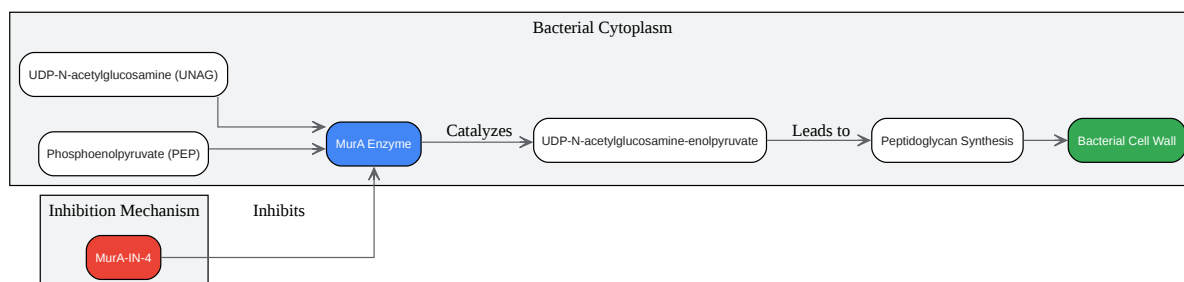 Bacterial Cytoplasm
UDP-N-acetylglucosamine (UNAG)
Phosphoenolpyruvate (PEP)
MurA Enzyme
Catalyzes
UDP-N-acetylglucosamine-enolpyruvate
Leads to
Peptidoglycan Synthesis
Bacterial Cell Wall
Inhibition Mechanism
Inhibits
MurA-IN-4